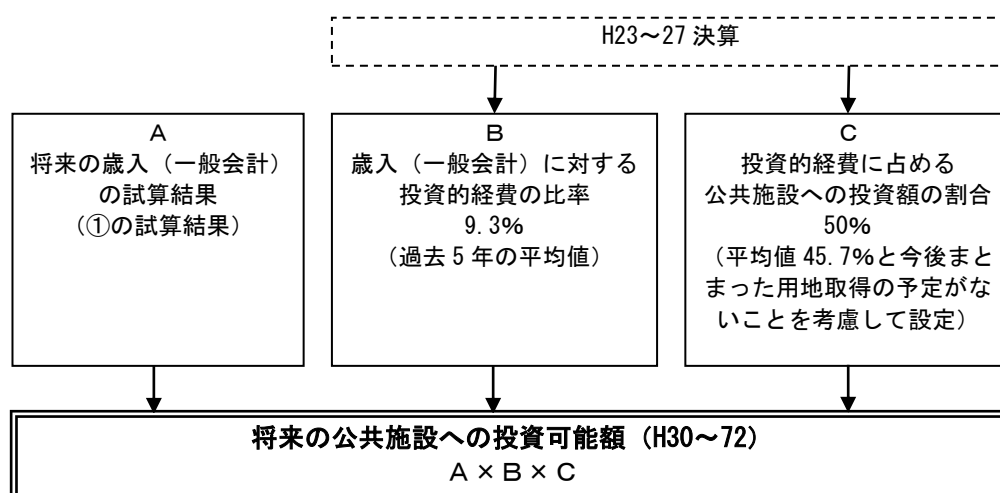 H23～27 決算
A
将来の歳入（一般会計）
の試算結果
（①の試算結果）
B
歳入（一般会計）に対する
投資的経費の比率
9.3%
（過去 5 年の平均値）
C
投資的経費に占める
公共施設への投資額の割合
50%
（平均値 45.7%と今後まと
まった用地取得の予定がな
いことを考慮して設定）
将来の公共施設への投資可能額（H30～72）
A × B × C